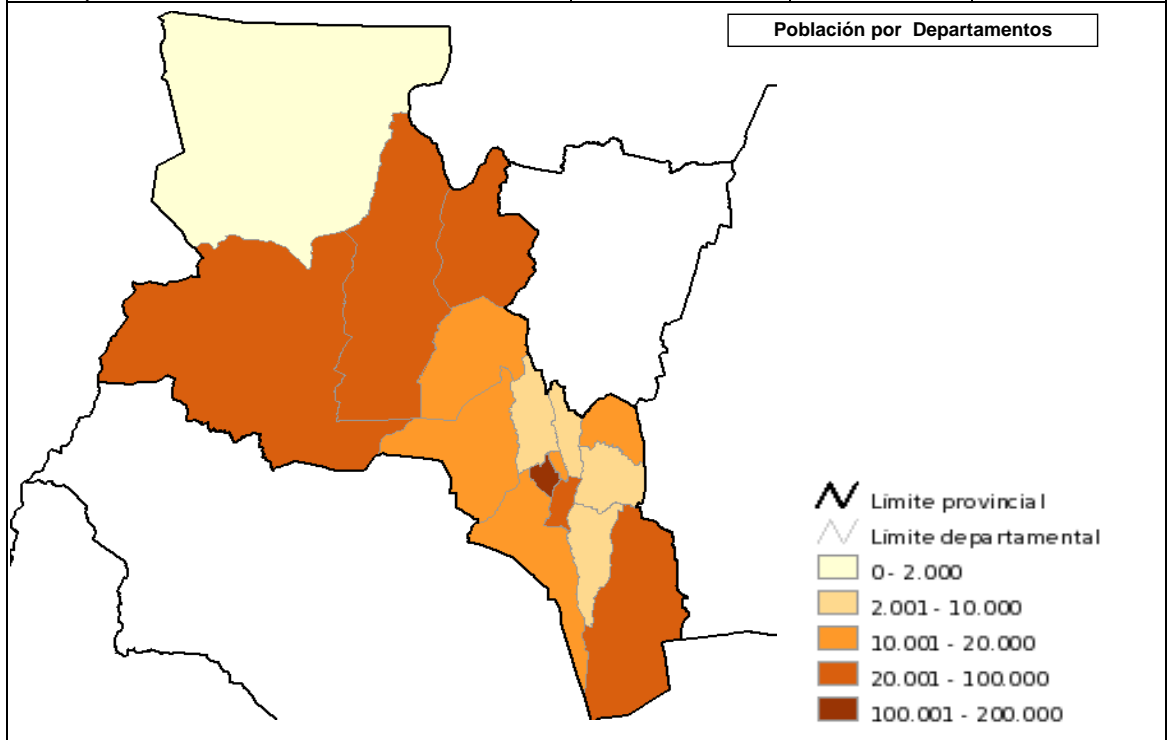 Población por Departamentos
Límite provincial
Límite departamental
0 - 2.000
2.001 - 10.000
10.001 - 20.000
20.001 - 100.000
100.001 - 200.000